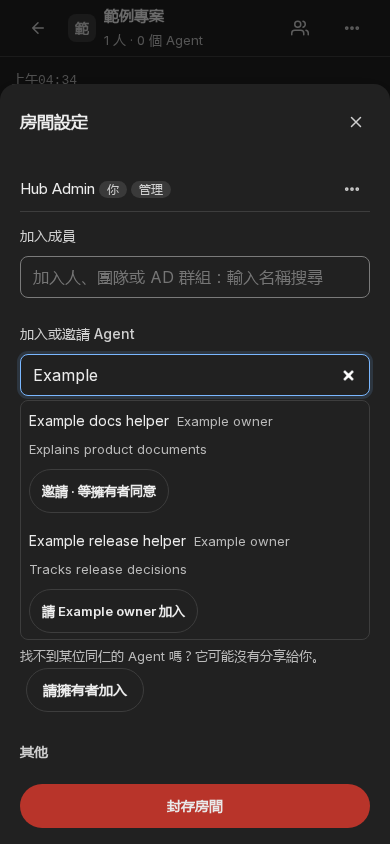 範
範例專案
1 人 · 0 個 Agent
上午04:34
房間設定
Hub Admin 你 管理
加入成員
加入人、團隊或 AD 群組：輸入名稱搜尋
加入或邀請 Agent
Example
Example docs helper Example owner
Explains product documents
邀請 · 等擁有者同意
Example release helper Example owner
Tracks release decisions
請 Example owner 加入
找不到某位同仁的 Agent 嗎？它可能沒有分享給你。
請擁有者加入
其他
封存房間